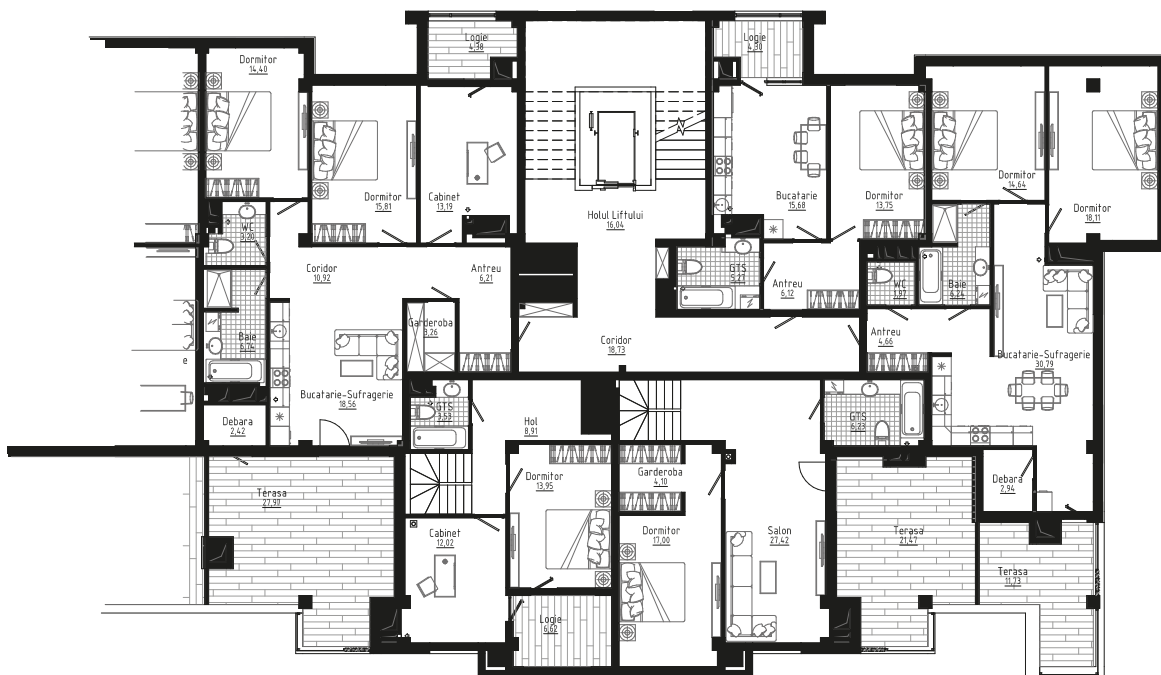 Logie
4,38
Logie
4,30
Dormitor
14,40
Dormitor
15,81
Cabinet
13,19
Holul Liftului
16,04
Bucatarie
15,68
Dormitor
13,75
Dormitor
14,64
Dormitor
18,11
WC
3,20
Coridor
10,92
Antreu
6,21
GTS
5,27
Antreu
6,12
WC
1,97
Baie
Baie
6,74
Garderoba
3,26
Coridor
18,73
Antreu
4,66
Bucatarie-Sufragerie
30,79
e
Bucatarie-Sufragerie
18,56
Debara
2,42
GTS
3,53
Hol
8,91
GTS
6,23
Terasa
27,97
Dormitor
13,95
Garderoba
4,10
Debara
2,94
Cabinet
12,02
Dormitor
17,00
Salon
27,42
Terasa
21,47
Terasa
11,73
Logie
6,62